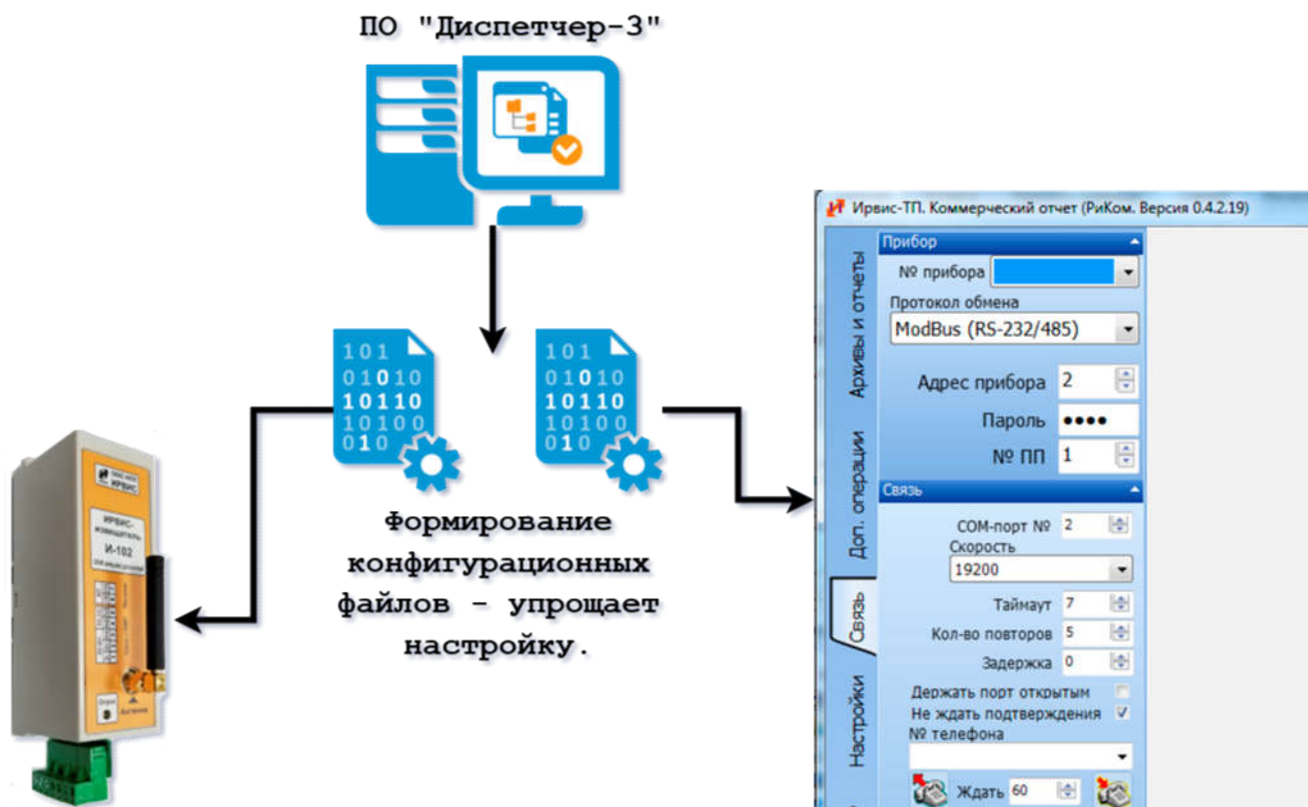 ПО "Диспетчер-3"
101
01010
10110
10100
010
101
01010
10110
10100
010
Формирование
конфигурационных
файлов - упрощает
настройку.
ИРВИС
ИРВИС-
И-102
Антенна
Ирвис-ТП. Коммерческий отчет (РиКом. Версия 0.4.2.19)
Архивы и отчеты
Доп. операции
Связь
Настройки
Прибор
№ прибора
Протокол обмена
ModBus (RS-232/485)
Адрес прибора 2
Пароль ●●●●
№ ПП 1
Связь
COM-порт № 2
Скорость
19200
Таймаут 7
Кол-во повторов 5
Задержка 0
Держать порт открытым
Не ждать подтверждения
№ телефона
Ждать 60